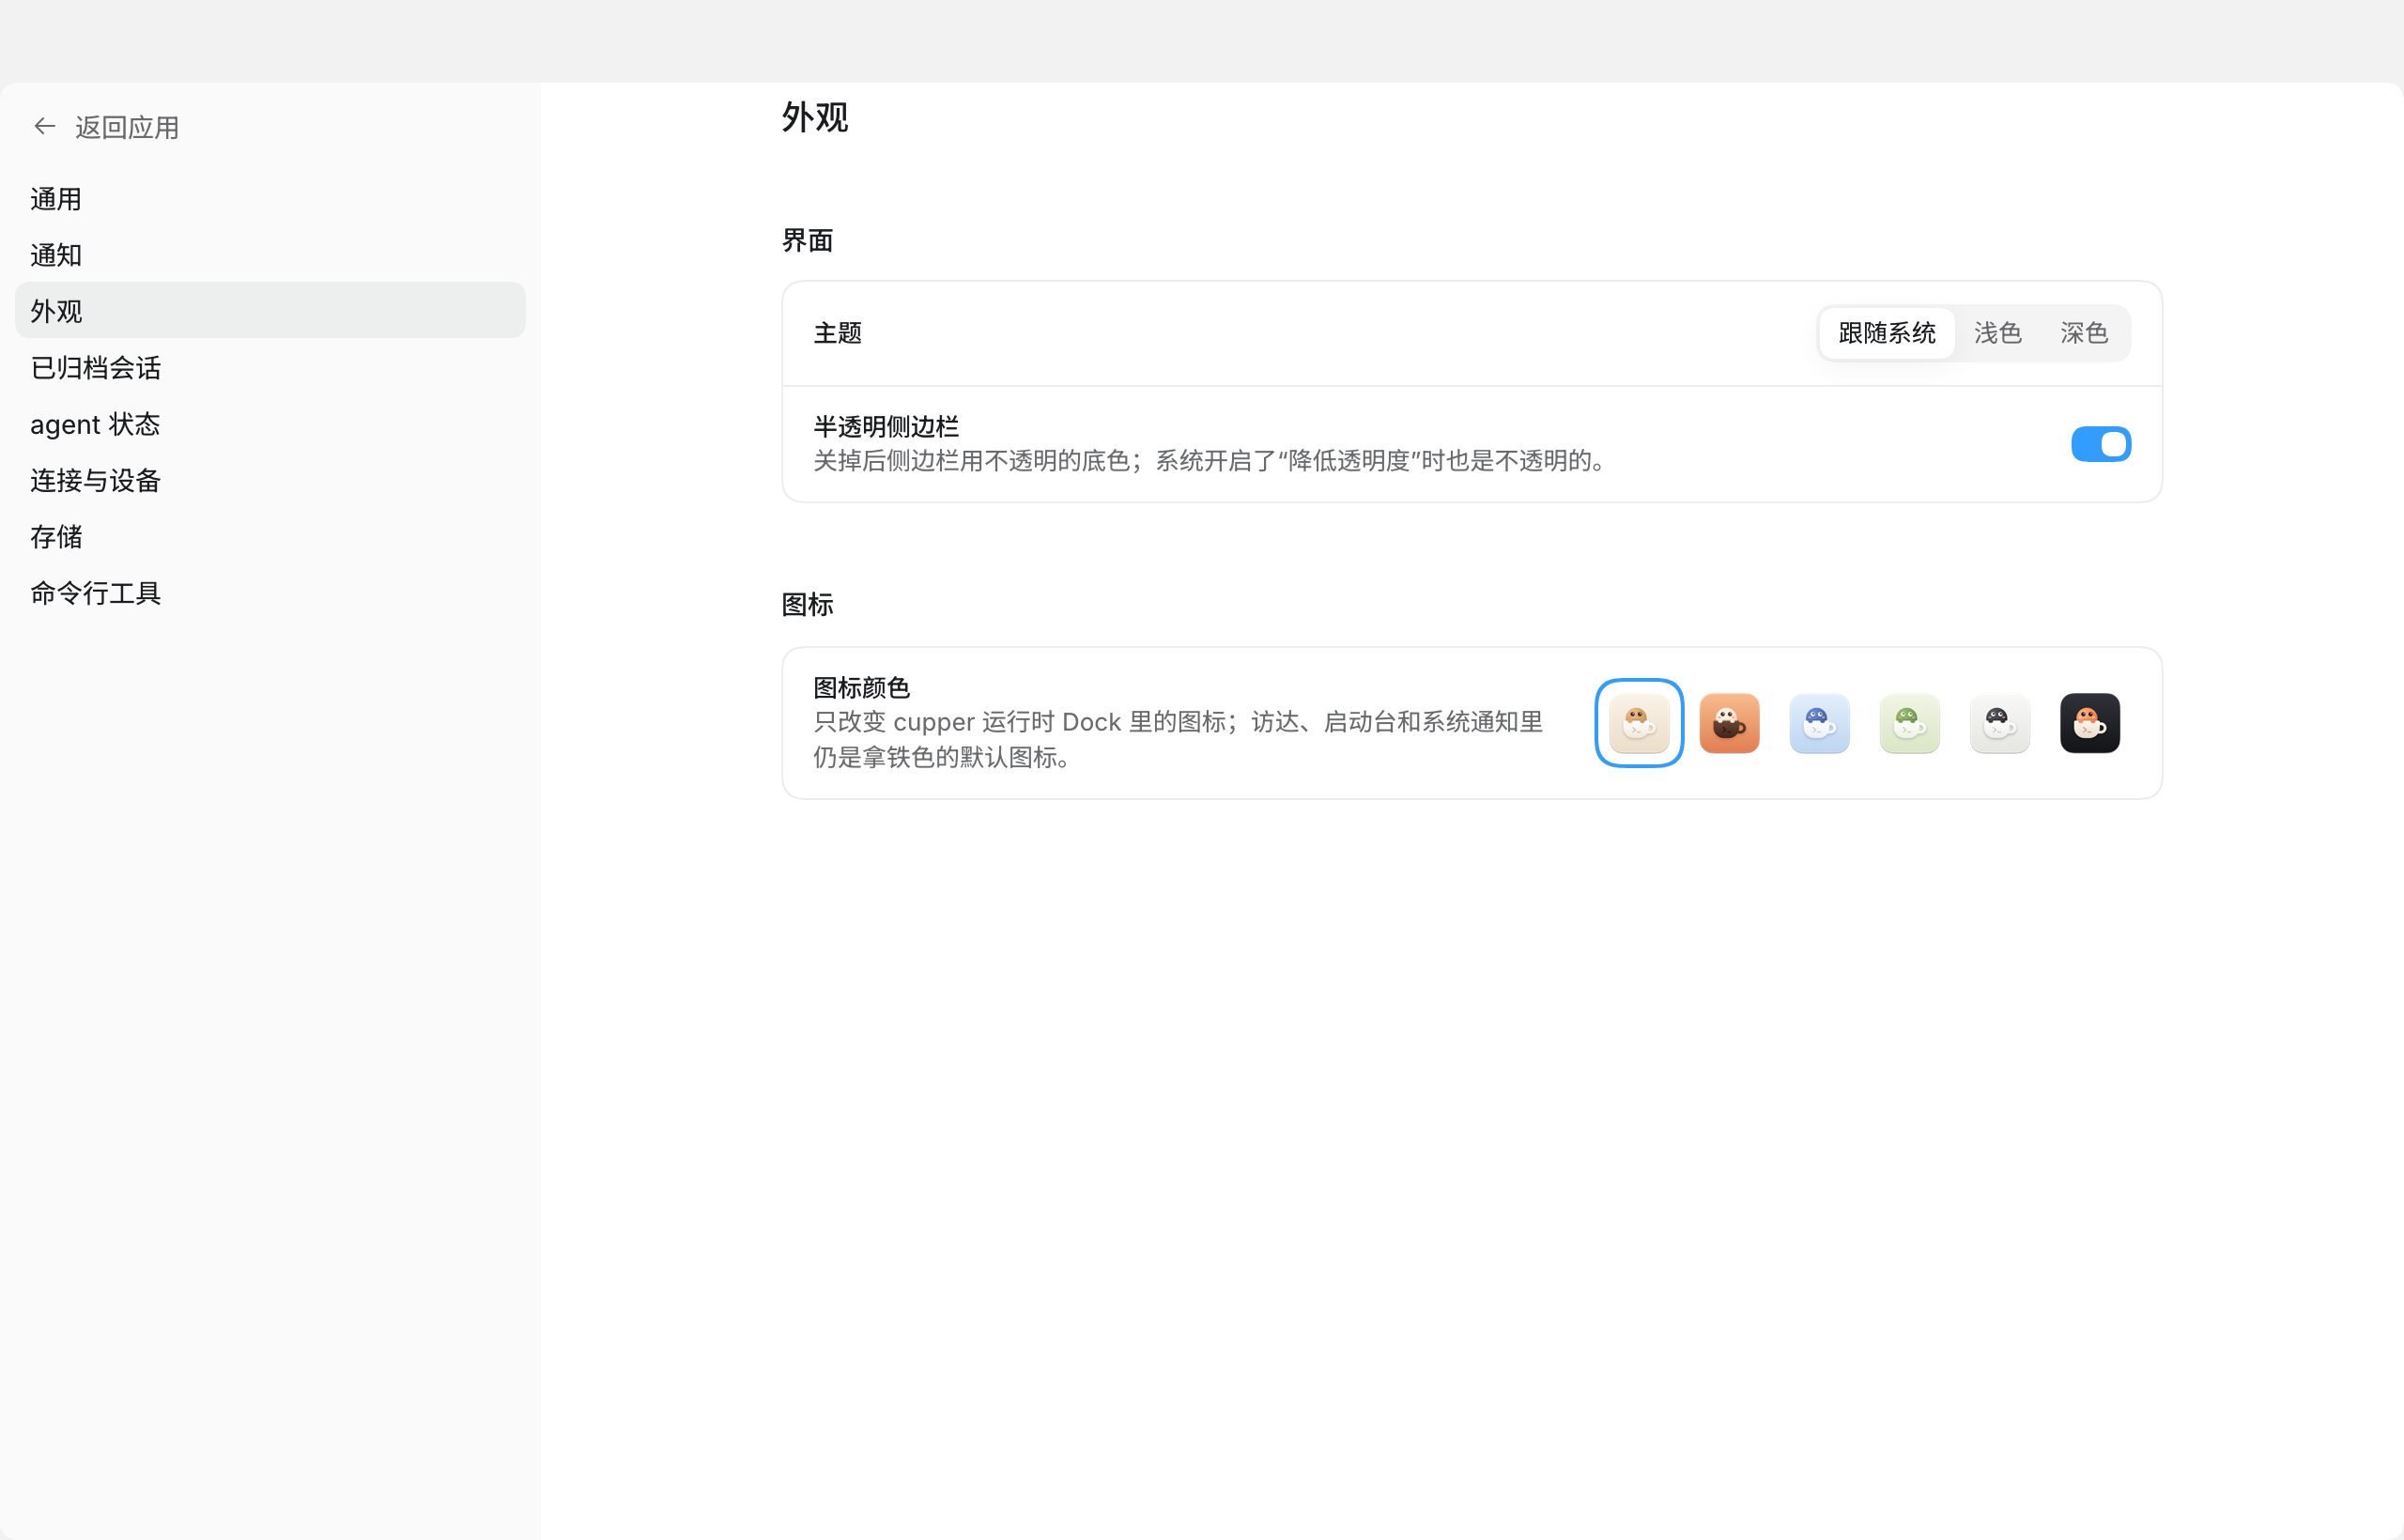 返回应用
通用
通知
外观
已归档会话
agent 状态
连接与设备
存储
命令行工具
外观
界面
主题
跟随系统 浅色 深色
半透明侧边栏
关掉后侧边栏用不透明的底色；系统开启了“降低透明度”时也是不透明的。
图标
图标颜色
只改变 cupper 运行时 Dock 里的图标；访达、启动台和系统通知里
仍是拿铁色的默认图标。